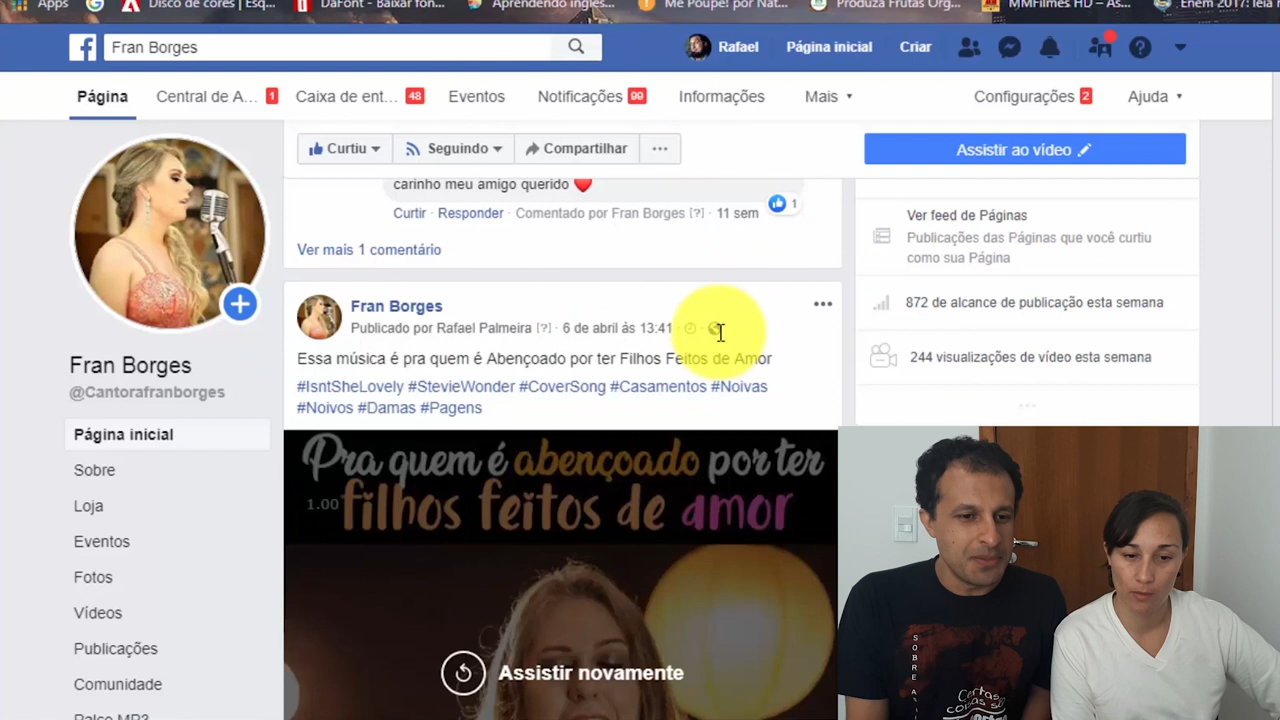 Apps Disco de cores | Esq... DaFont - Baixar fon... Aprendendo inglês... Me Poupe! por Nat... Produza Frutas Org... MMFilmes HD – As... Enem 2017: leia
Fran Borges Rafael Página inicial Criar
Página Central de A... 1 Caixa de ent... 48 Eventos Notificações 99 Informações Mais Configurações 2 Ajuda
Curtiu Seguindo Compartilhar ... Assistir ao vídeo
carinho meu amigo querido ❤
Curtir · Responder · Comentado por Fran Borges [?] · 11 sem 1
Ver mais 1 comentário
Ver feed de Páginas
Publicações das Páginas que você curtiu
como sua Página
872 de alcance de publicação esta semana
244 visualizações de vídeo esta semana
...
Fran Borges
Publicado por Rafael Palmeira [?] · 6 de abril às 13:41
Essa música é pra quem é Abençoado por ter Filhos Feitos de Amor
#IsntSheLovely #StevieWonder #CoverSong #Casamentos #Noivas
#Noivos #Damas #Pagens
Pra quem é abençoado por ter
1.00 filhos feitos de amor
Assistir novamente
Fran Borges
@Cantorafranborges
Página inicial
Sobre
Loja
Eventos
Fotos
Vídeos
Publicações
Comunidade
Palco MP3
SOBRE
Certas
coisas só